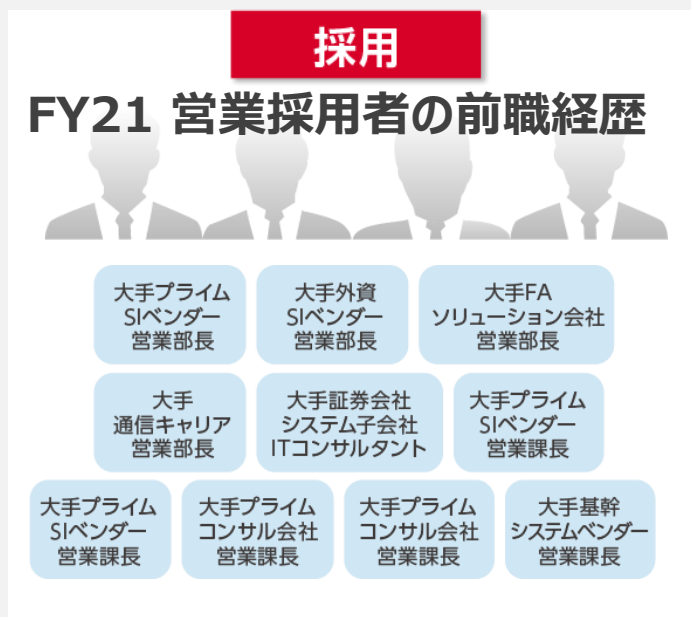 採用
FY21 営業採用者の前職経歴
大手プライム
SIベンダー
営業部長
大手外資
SIベンダー
営業部長
大手FA
ソリューション会社
営業部長
大手
通信キャリア
営業部長
大手証券会社
システム子会社
ITコンサルタント
大手プライム
SIベンダー
営業課長
大手プライム
SIベンダー
営業課長
大手プライム
コンサル会社
営業課長
大手プライム
コンサル会社
営業課長
大手基幹
システムベンダー
営業課長